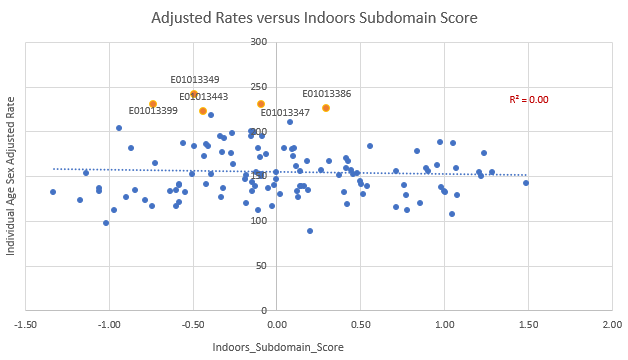 Adjusted Rates versus Indoors Subdomain Score
300
250
200
150
100
50
0
E01013349
E01013443
E01013399
E01013347
E01013386
R² = 0.00
Individual Age Sex Adjusted Rate
-1.50
-1.00
-0.50
0.00
0.50
1.00
1.50
2.00
Indoors_Subdomain_Score